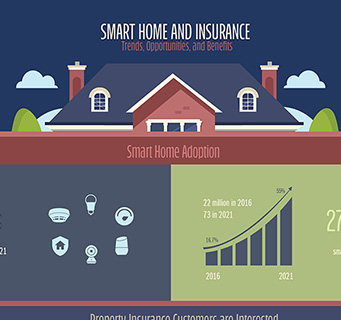 SMART HOME AND INSURANCE
Trends, Opportunities, and Benefits
Smart Home Adoption
21
22 million in 2016
73 in 2021
16.7%
55%
2016
2021
27
sm
Property Insurance Customers are Interested